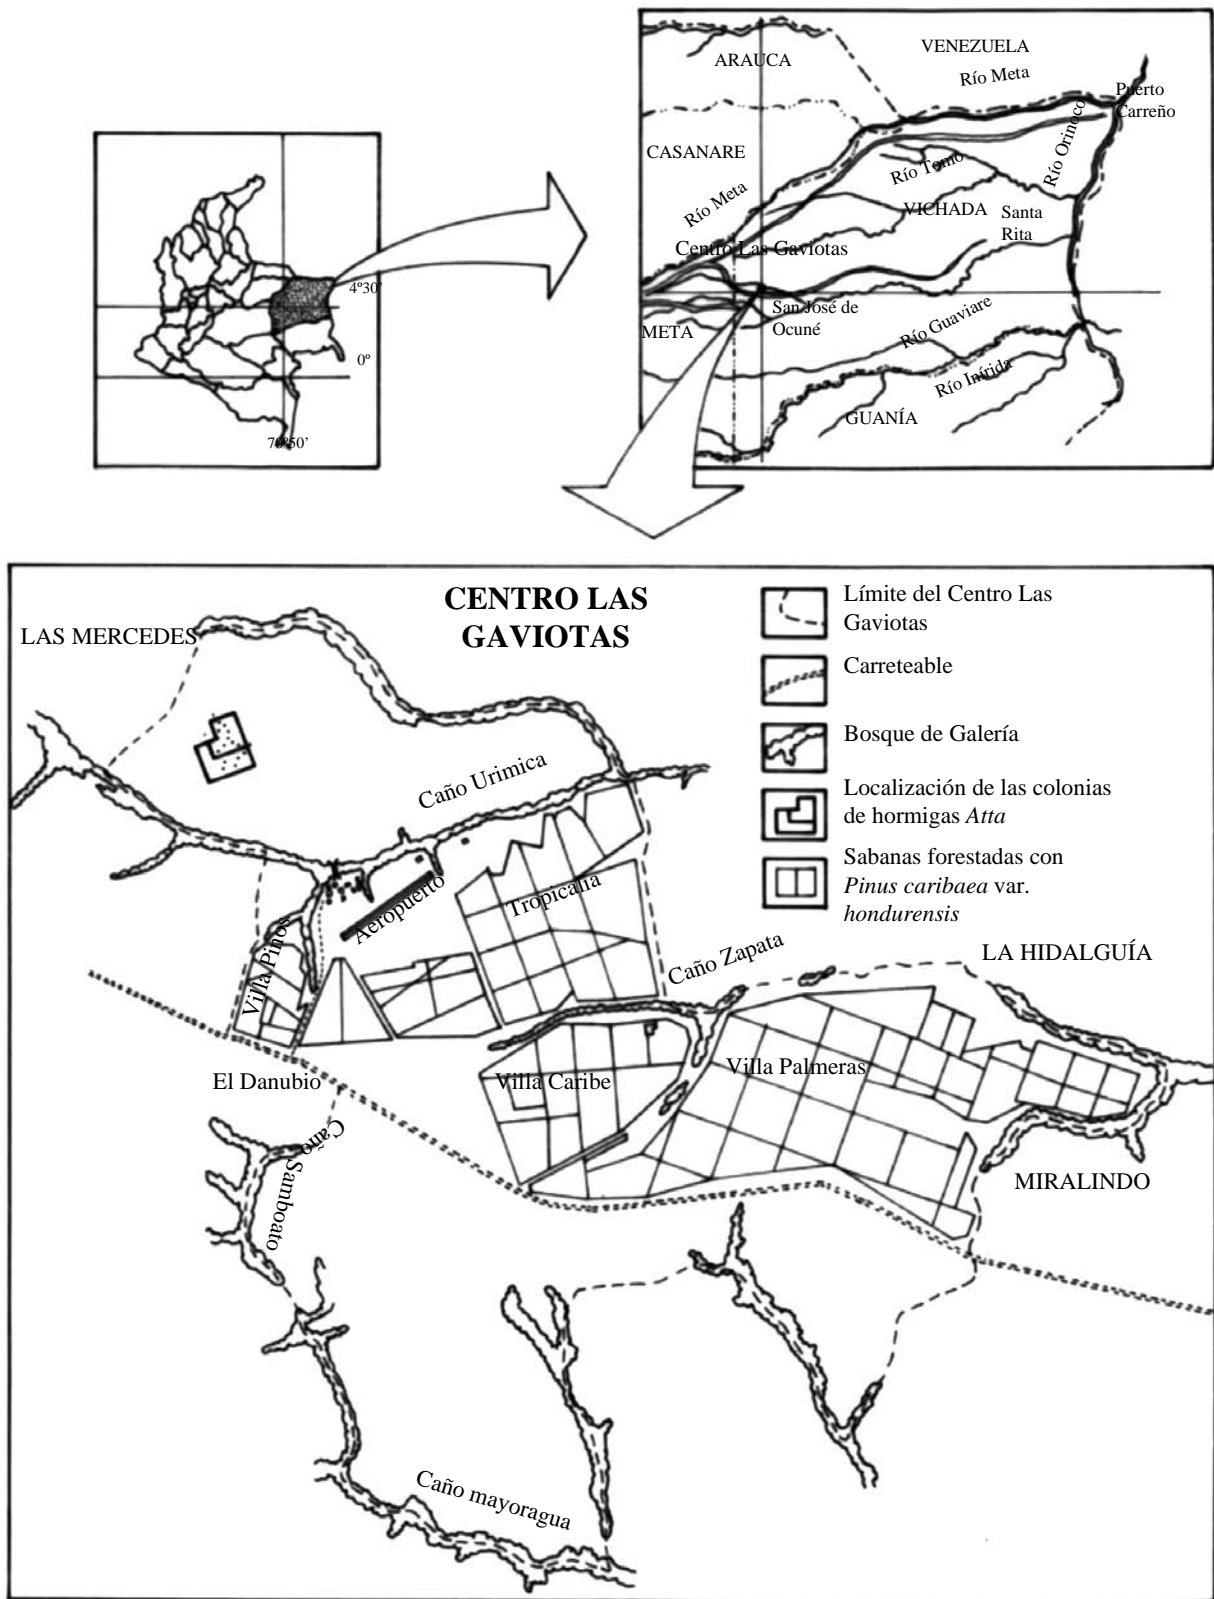 ARAUCA
VENEZUELA
Río Meta
Puerto
Carreño
CASANARE
Río Orinoco
Río Tomo
Río Meta
VICHADA
Santa
Rita
Centro Las Gaviotas
4°30'
San José de
Ocuné
META
Río Guaviare
0°
Río Inírida
GUANÍA
70°50'
CENTRO LAS
GAVIOTAS
Límite del Centro Las
Gaviotas
LAS MERCEDES
Carreteable
Bosque de Galería
Caño Urimica
Localización de las colonias
de hormigas Atta
Sabanas forestadas con
Pinus caribaea var.
hondurensis
Aeropuerto
Tropicalia
Villa Pinos
Caño Zapata
LA HIDALGUÍA
El Danubio
Villa Caribe
Villa Palmeras
Caño Samboato
MIRALINDO
Caño mayoragua